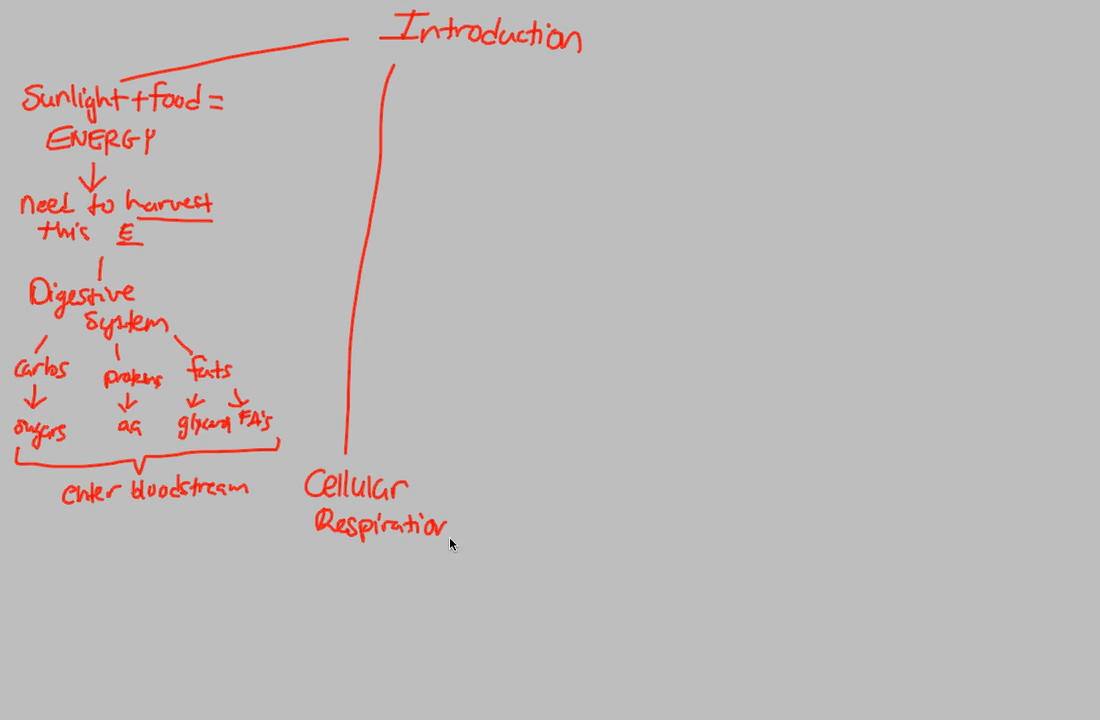 Introduction
Sunlight + food =
ENERGY
need to harvest
this E
Digestive
System
carbs proteins fats
sugars aa glycerol FA's
enter bloodstream
Cellular
Respiration